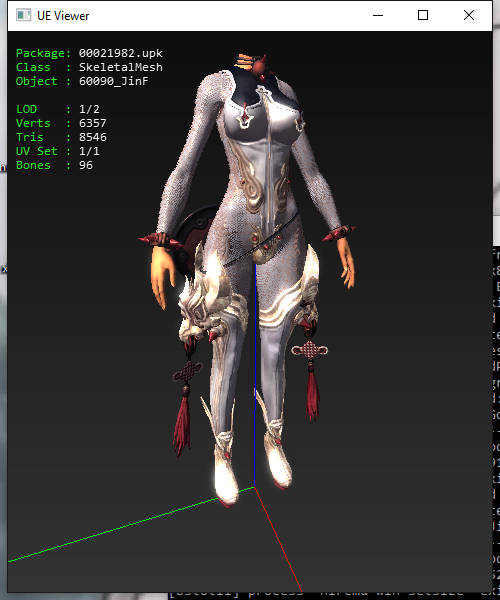 UE Viewer
Package: 00021982.upk
Class : SkeletalMesh
Object : 60090_JinF
LOD : 1/2
Verts : 6357
Tris : 8546
UV Set : 1/1
Bones : 96